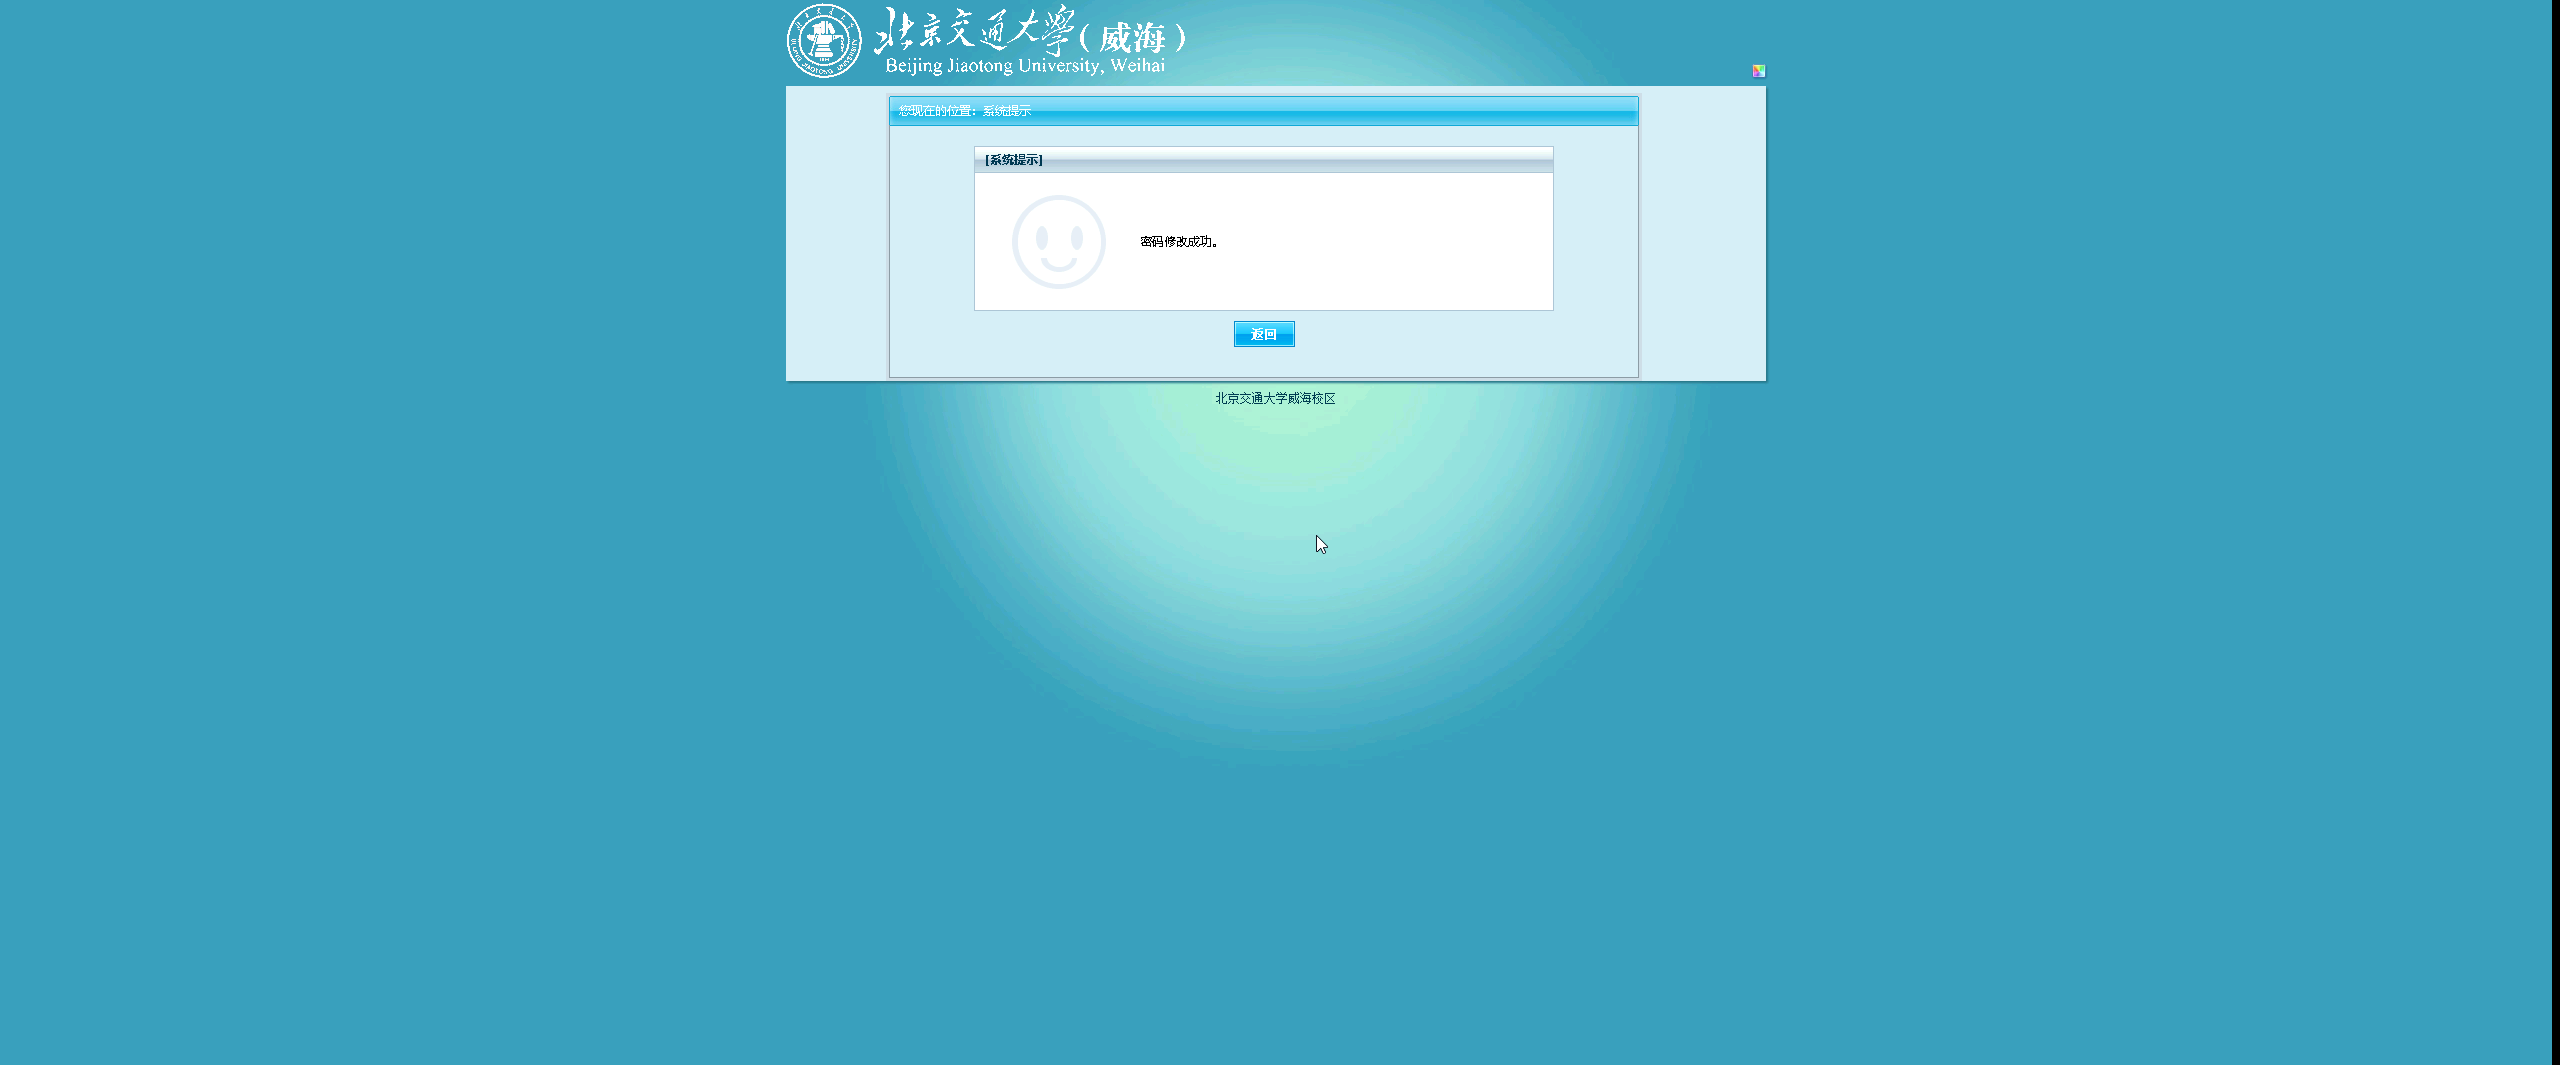 北京交通大學(威海)
Beijing Jiaotong University, Weihai
您现在的位置：系统提示
[系统提示]
密码修改成功。
返回
北京交通大学威海校区